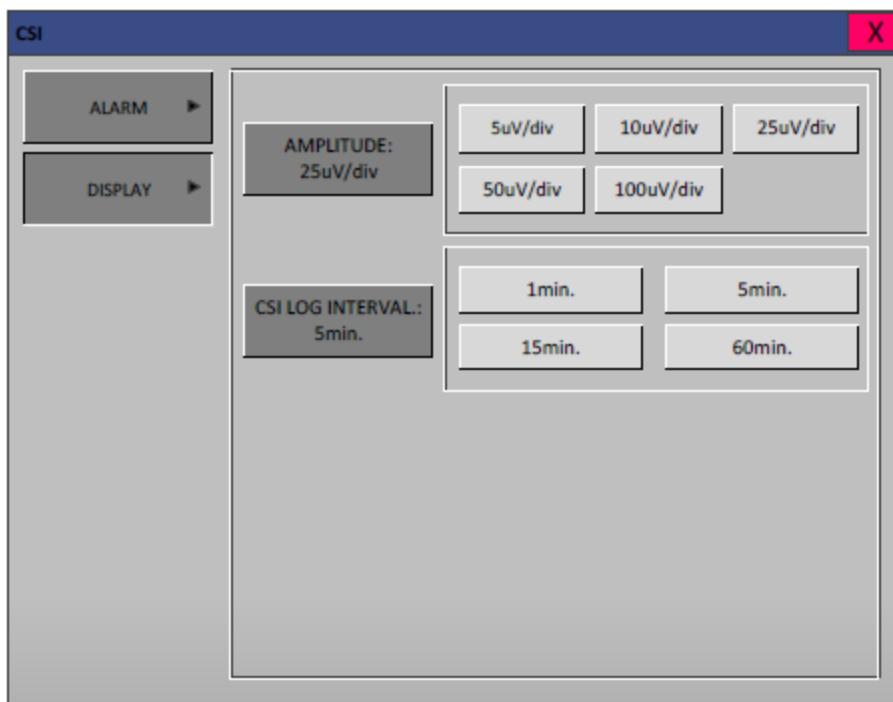 CSI
X
ALARM
DISPLAY
AMPLITUDE:
25uV/div
5uV/div 10uV/div 25uV/div
50uV/div 100uV/div
CSI LOG INTERVAL.:
5min.
1min. 5min.
15min. 60min.